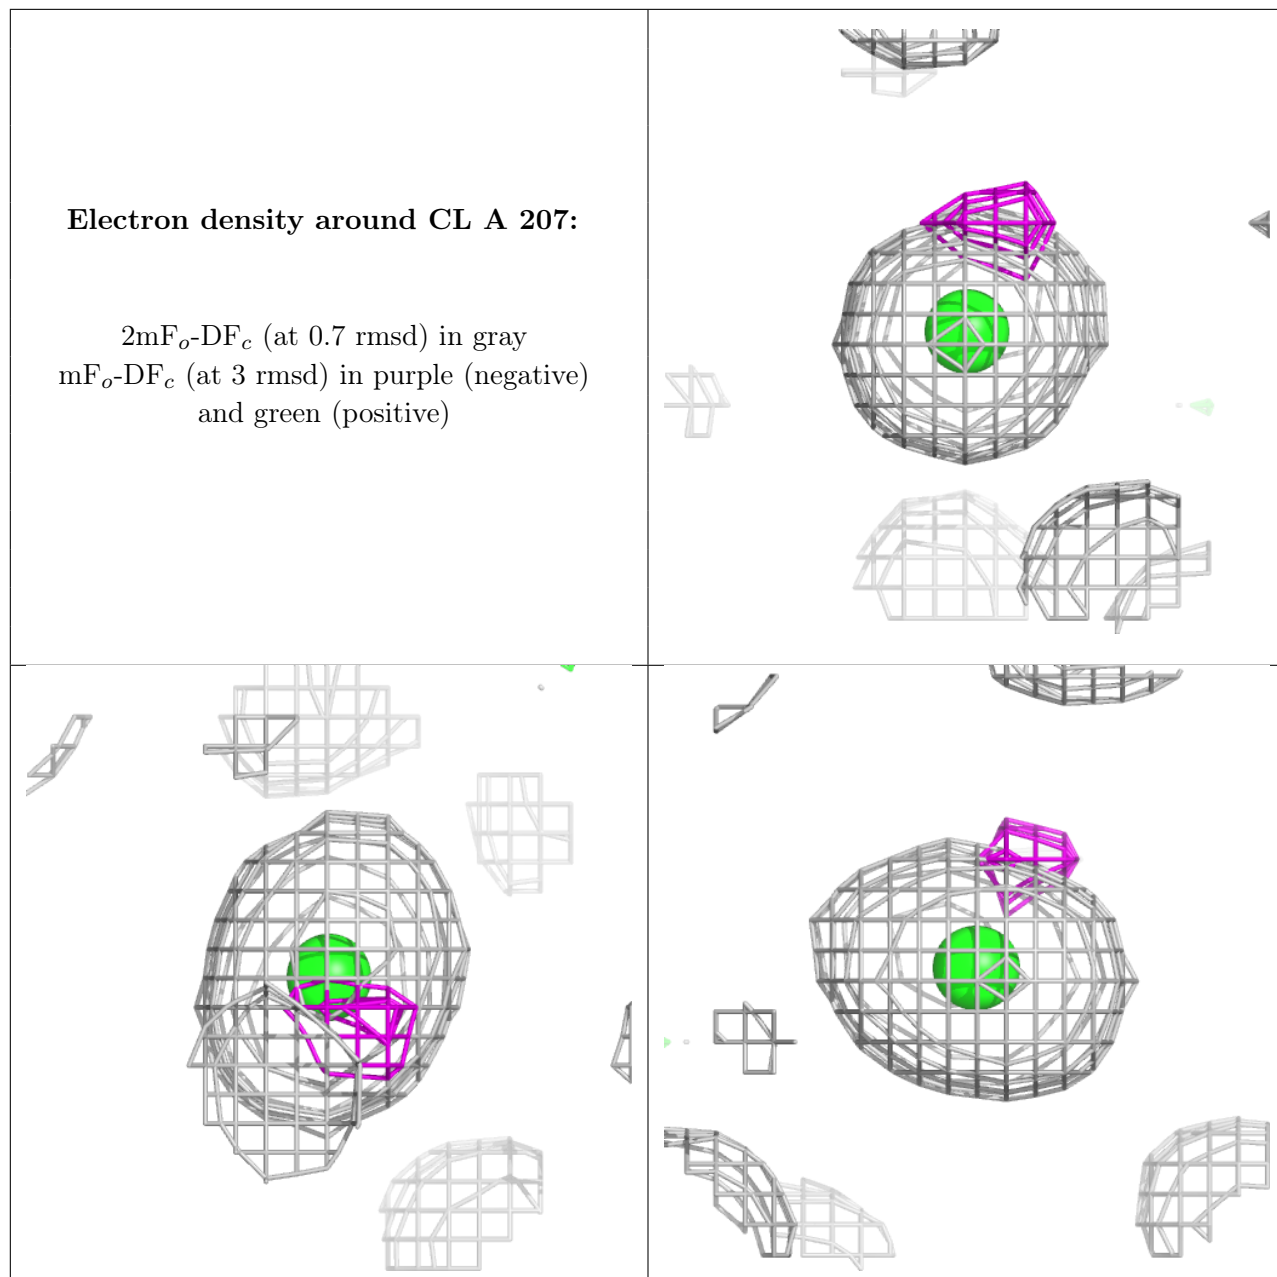 Electron density around CL A 207:
2mFo-DFc (at 0.7 rmsd) in gray
mFo-DFc (at 3 rmsd) in purple (negative)
and green (positive)